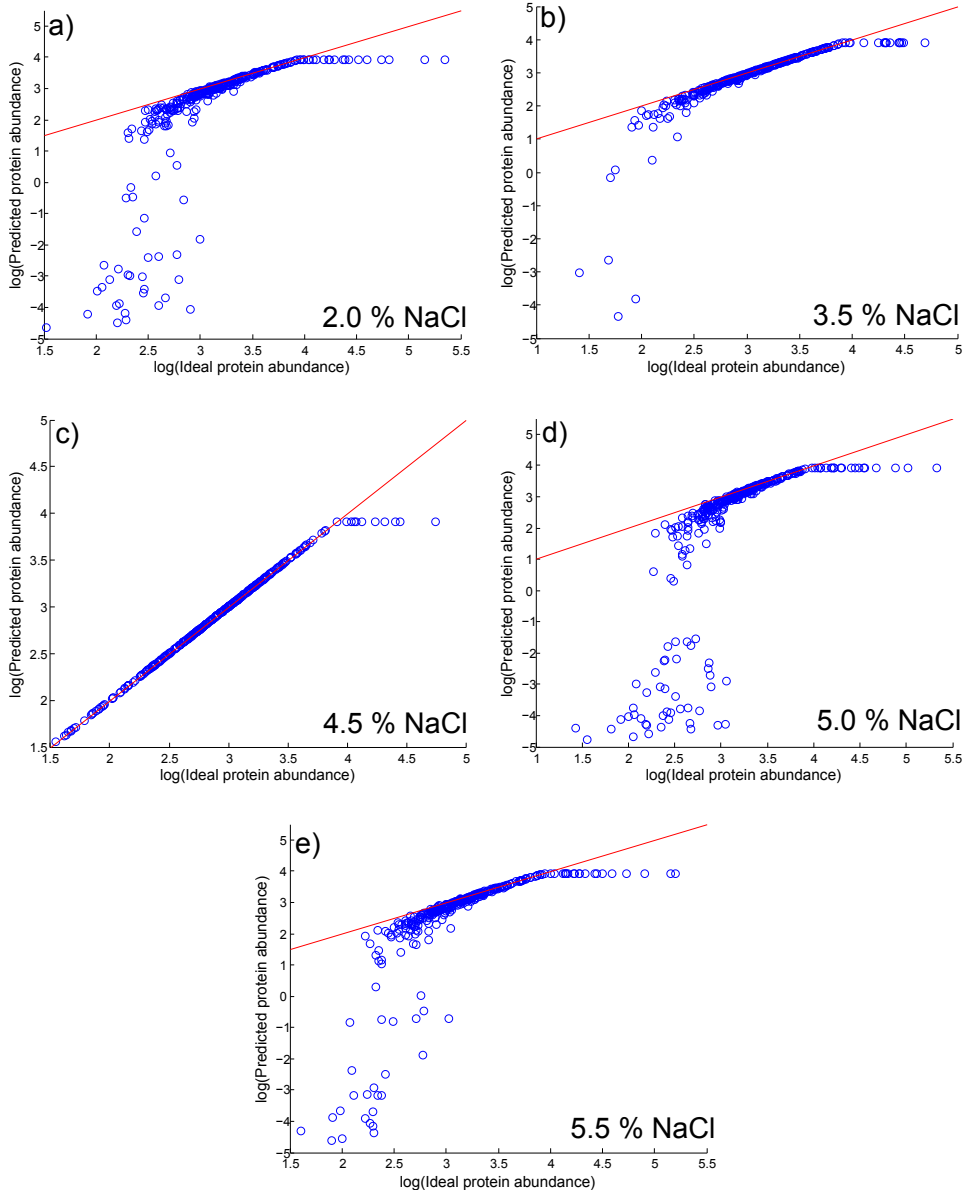 a)
5
4
3
2
1
0
−1
−2
−3
−4
−5
1.5 2 2.5 3 3.5 4 4.5 5 5.5
log(Predicted protein abundance)
log(Ideal protein abundance)
2.0 % NaCl
b)
5
4
3
2
1
0
−1
−2
−3
−4
−5
1 1.5 2 2.5 3 3.5 4 4.5 5
log(Predicted protein abundance)
log(Ideal protein abundance)
3.5 % NaCl
c)
5
4.5
4
3.5
3
2.5
2
1.5
1.5 2 2.5 3 3.5 4 4.5 5
log(Predicted protein abundance)
log(Ideal protein abundance)
4.5 % NaCl
d)
5
4
3
2
1
0
−1
−2
−3
−4
−5
1 1.5 2 2.5 3 3.5 4 4.5 5 5.5
log(Predicted protein abundance)
log(Ideal protein abundance)
5.0 % NaCl
e)
5
4
3
2
1
0
−1
−2
−3
−4
−5
1.5 2 2.5 3 3.5 4 4.5 5 5.5
log(Predicted protein abundance)
log(Ideal protein abundance)
5.5 % NaCl